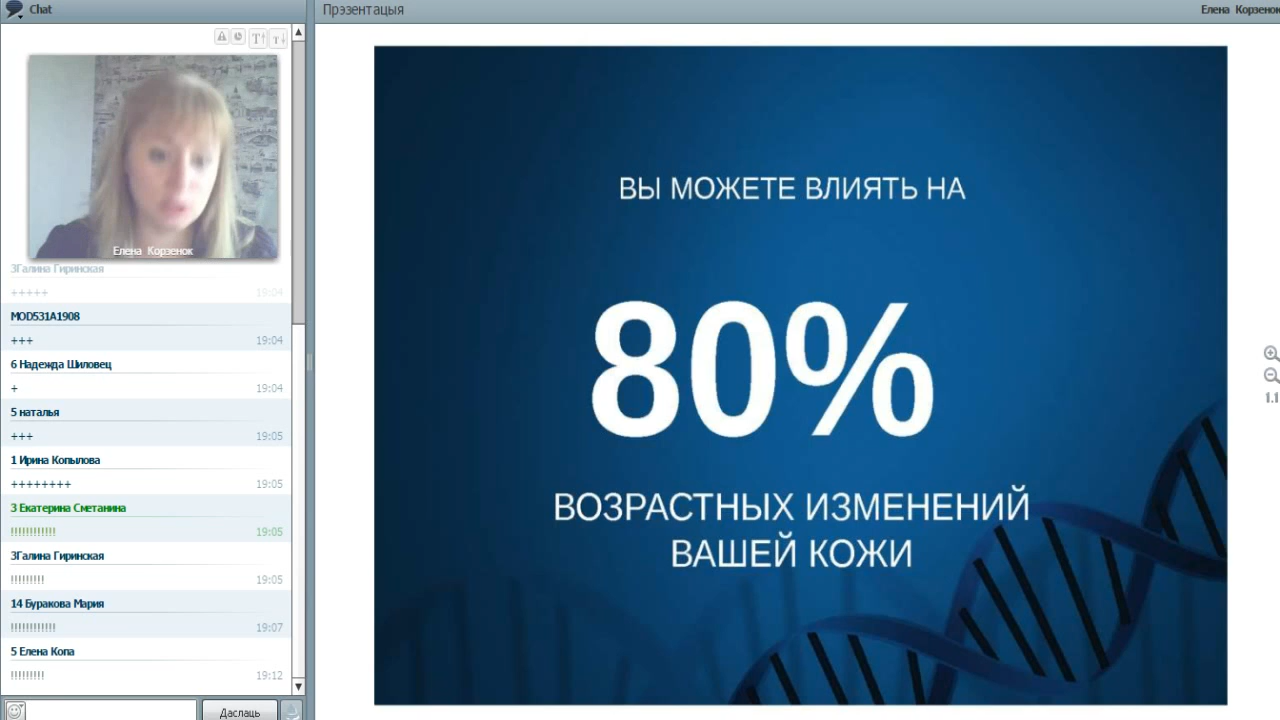 Chat
Прэзентацыя
Елена Корзенок
T↑ т↓
Елена Корзенок
3Галина Гиринская
+++++ 19:04
MOD531A1908
+++ 19:04
6 Надежда Шиловец
+ 19:04
5 наталья
+++ 19:05
1 Ирина Копылова
++++++++ 19:05
3 Екатерина Сметанина
!!!!!!!!!!!! 19:05
3Галина Гиринская
!!!!!!!!! 19:05
14 Буракова Мария
!!!!!!!!!!!! 19:07
5 Елена Копа
!!!!!!!!! 19:12
Даслаць
ВЫ МОЖЕТЕ ВЛИЯТЬ НА
80%
ВОЗРАСТНЫХ ИЗМЕНЕНИЙ
ВАШЕЙ КОЖИ
1.1